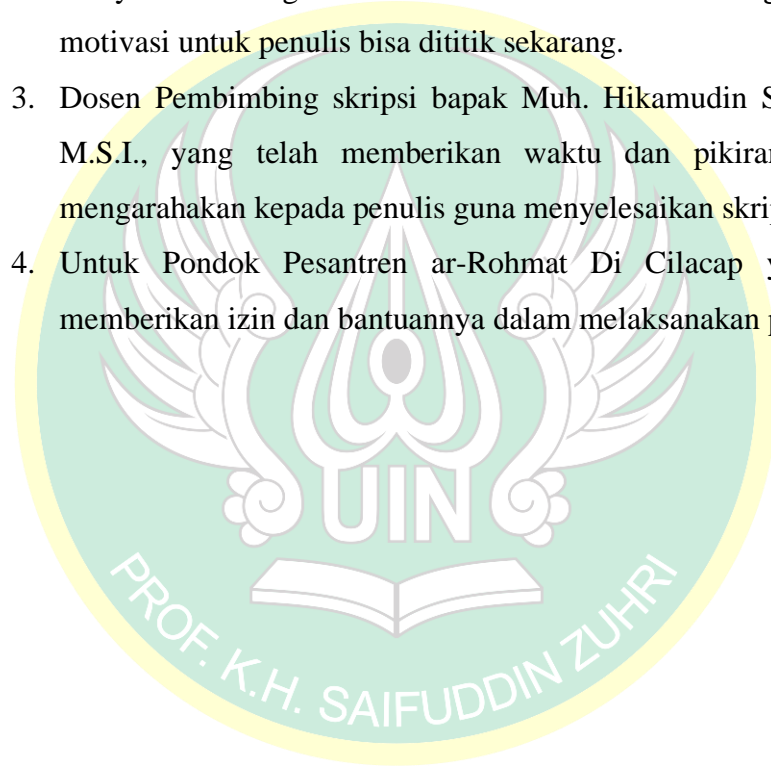 motivasi untuk penulis bisa dititik sekarang.
3. Dosen Pembimbing skripsi bapak Muh. Hikamudin
M.S.I., yang telah memberikan waktu dan pikiran
mengarahakan kepada penulis guna menyelesaikan
4. Untuk Pondok Pesantren ar-Rohmat Di Cilacap
memberikan izin dan bantuannya dalam melaksanakan
UIN
PROF. K.H. SAIFUDDIN ZUHRI